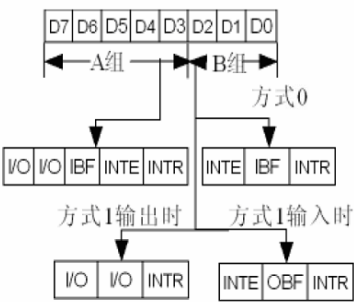 D7 D6 D5 D4 D3 D2 D1 D0
A组 B组
方式0
I/O I/O IBF INTE INTR INTE IBF INTR
方式1输出时 方式1输入时
I/O I/O INTR INTE OBF INTR